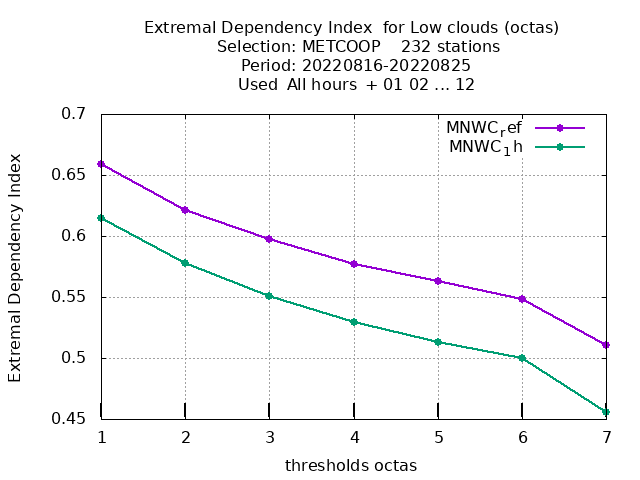 Extremal Dependency Index  for Low clouds (octas)
Selection: METCOOP    232 stations
Period: 20220816-20220825
Used  All hours  + 01 02 ... 12
Extremal Dependency Index
0.7
0.65
0.6
0.55
0.5
0.45
MNWCref
MNWC1h
1 2 3 4 5 6 7
thresholds octas